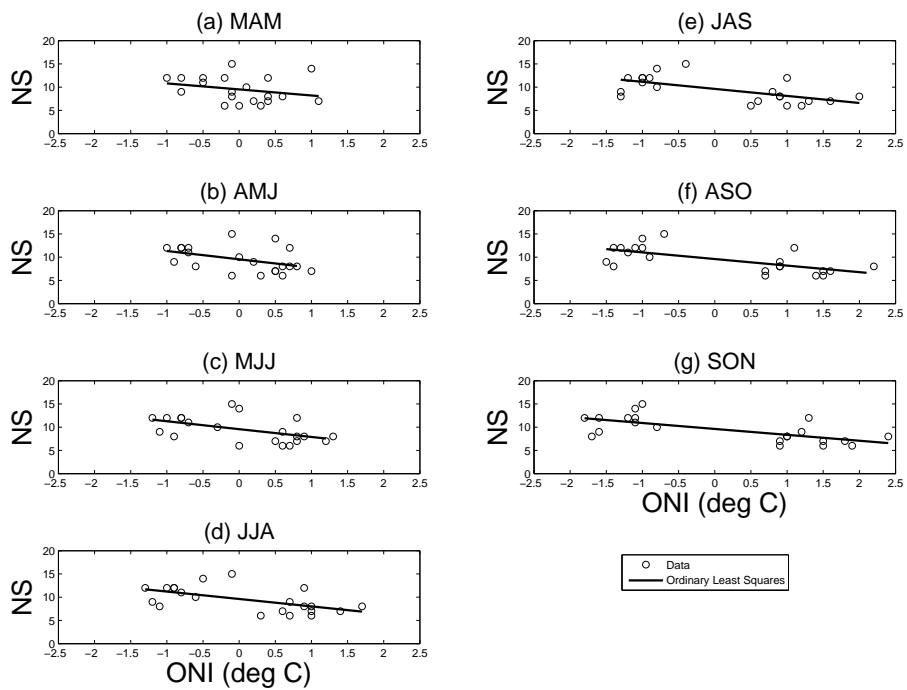 (a) MAM
20
15
10
5
0
NS
−2.5 −2 −1.5 −1 −0.5 0 0.5 1 1.5 2 2.5
(b) AMJ
20
15
10
5
0
NS
−2.5 −2 −1.5 −1 −0.5 0 0.5 1 1.5 2 2.5
(c) MJJ
20
15
10
5
0
NS
−2.5 −2 −1.5 −1 −0.5 0 0.5 1 1.5 2 2.5
(d) JJA
20
15
10
5
0
NS
−2.5 −2 −1.5 −1 −0.5 0 0.5 1 1.5 2 2.5
ONI (deg C)
(e) JAS
20
15
10
5
0
NS
−2.5 −2 −1.5 −1 −0.5 0 0.5 1 1.5 2 2.5
(f) ASO
20
15
10
5
0
NS
−2.5 −2 −1.5 −1 −0.5 0 0.5 1 1.5 2 2.5
(g) SON
20
15
10
5
0
NS
−2.5 −2 −1.5 −1 −0.5 0 0.5 1 1.5 2 2.5
ONI (deg C)
Data
Ordinary Least Squares